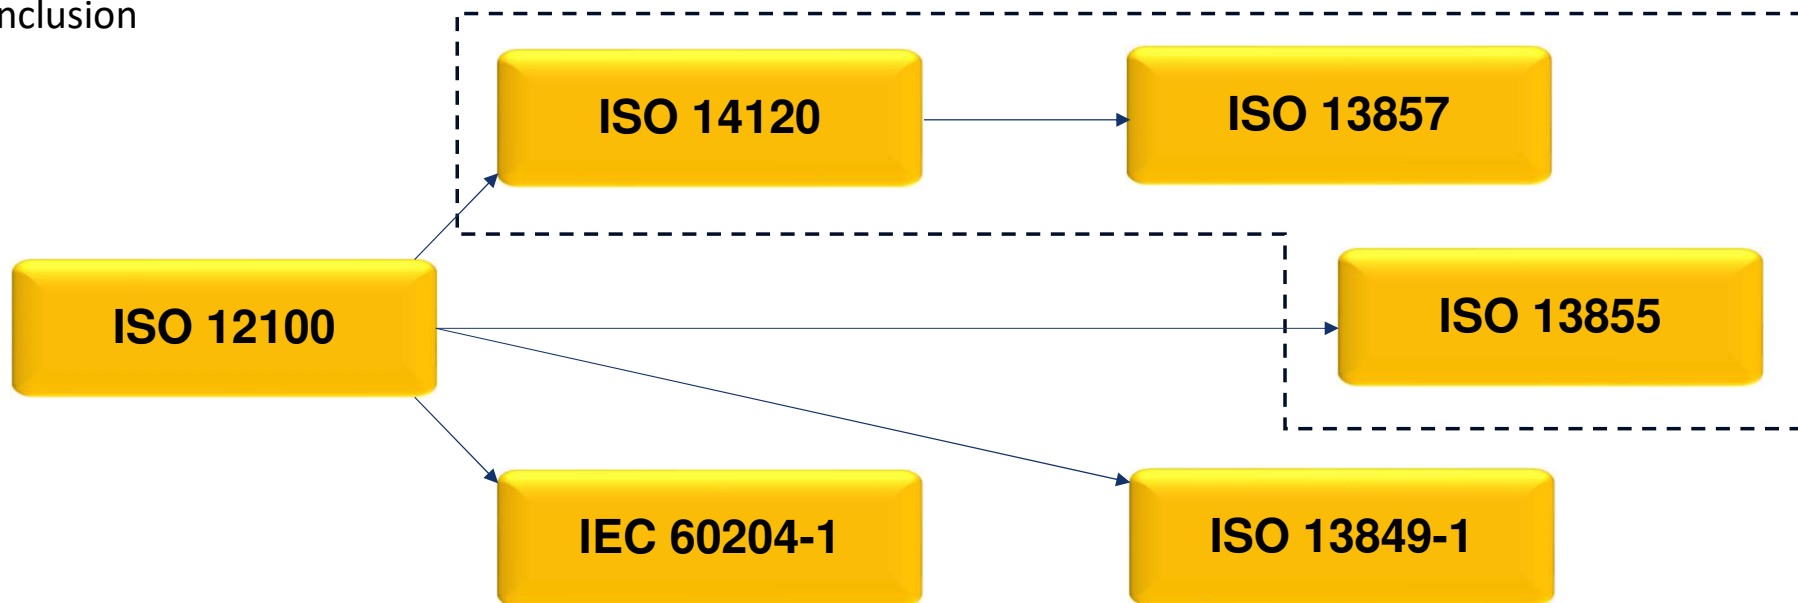 nclusion
ISO 14120
ISO 13857
ISO 12100
ISO 13855
IEC 60204-1
ISO 13849-1